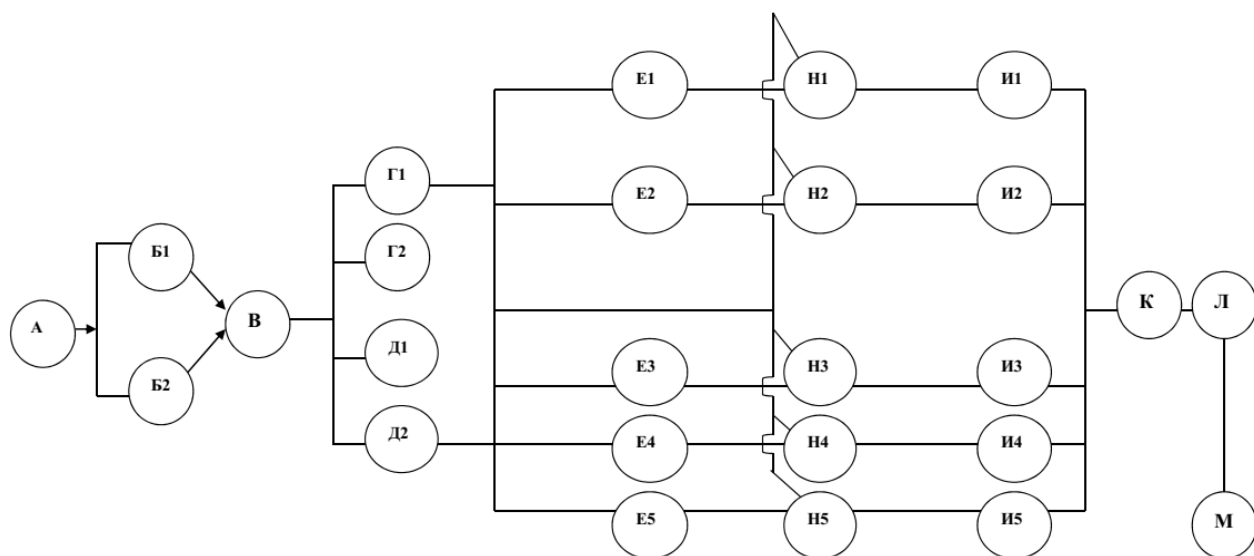 Е1 Н1 И1
Г1
Е2 Н2 И2
Б1
Г2
А
В
К Л
Д1
Б2
Е3 Н3 И3
Д2
Е4 Н4 И4
Е5 Н5 И5
М